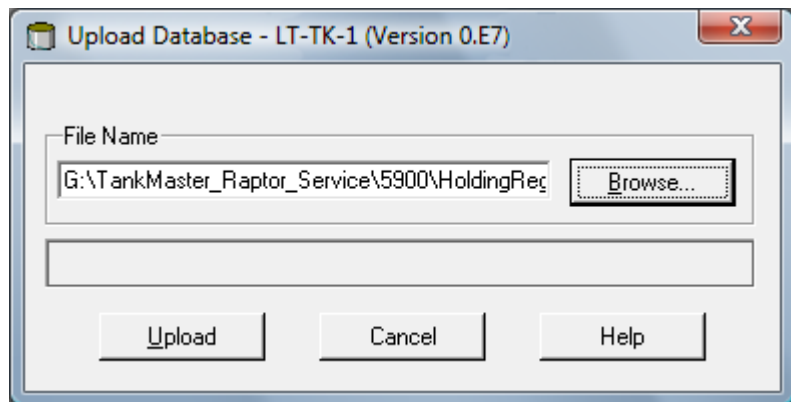 Upload Database - LT-TK-1 (Version 0.E7)
File Name
G:\TankMaster_Raptor_Service\5900\HoldingReg
Browse...
Upload Cancel Help